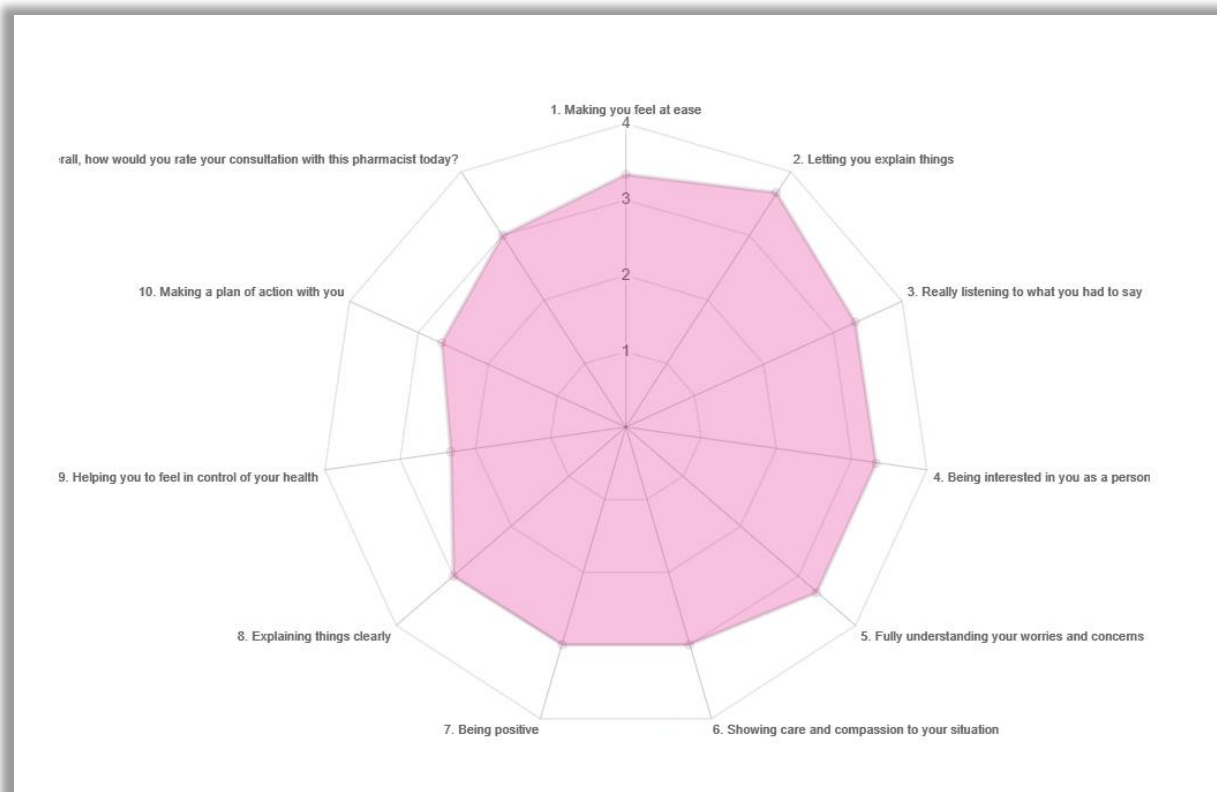 1. Making you feel at ease
4
erall, how would you rate your consultation with this pharmacist today?
2. Letting you explain things
3
2
10. Making a plan of action with you
3. Really listening to what you had to say
1
9. Helping you to feel in control of your health
4. Being interested in you as a person
8. Explaining things clearly
5. Fully understanding your worries and concerns
7. Being positive
6. Showing care and compassion to your situation